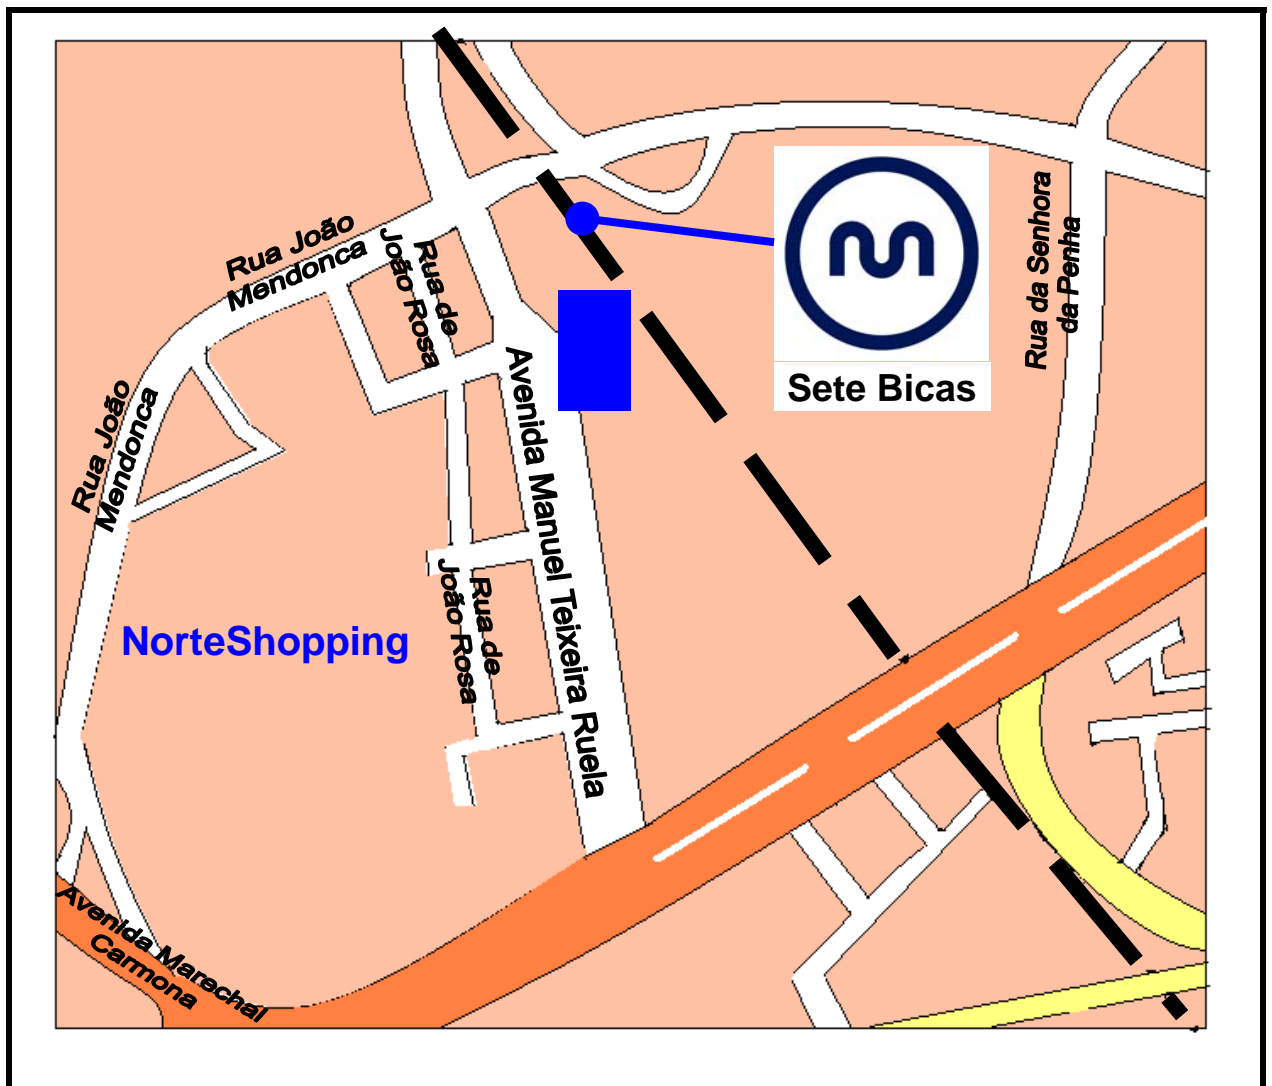 Rua João
Mendonca
Rua de
João Rosa
Rua da Senhora
da Penha
Sete Bicas
Avenida Manuel Teixeira Ruela
Rua João
Mendonca
Rua de
João Rosa
NorteShopping
Avenida Marechal
Carmona